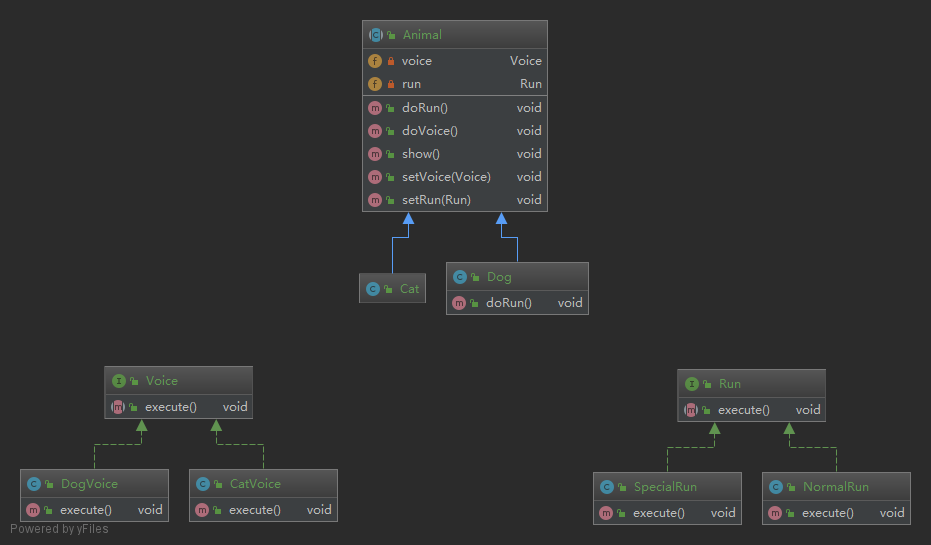 Animal
voice Voice
run Run
doRun() void
doVoice() void
show() void
setVoice(Voice) void
setRun(Run) void
Cat
Dog
doRun() void
Voice
execute() void
Run
execute() void
DogVoice
execute() void
CatVoice
execute() void
SpecialRun
execute() void
NormalRun
execute() void
Powered by yFiles